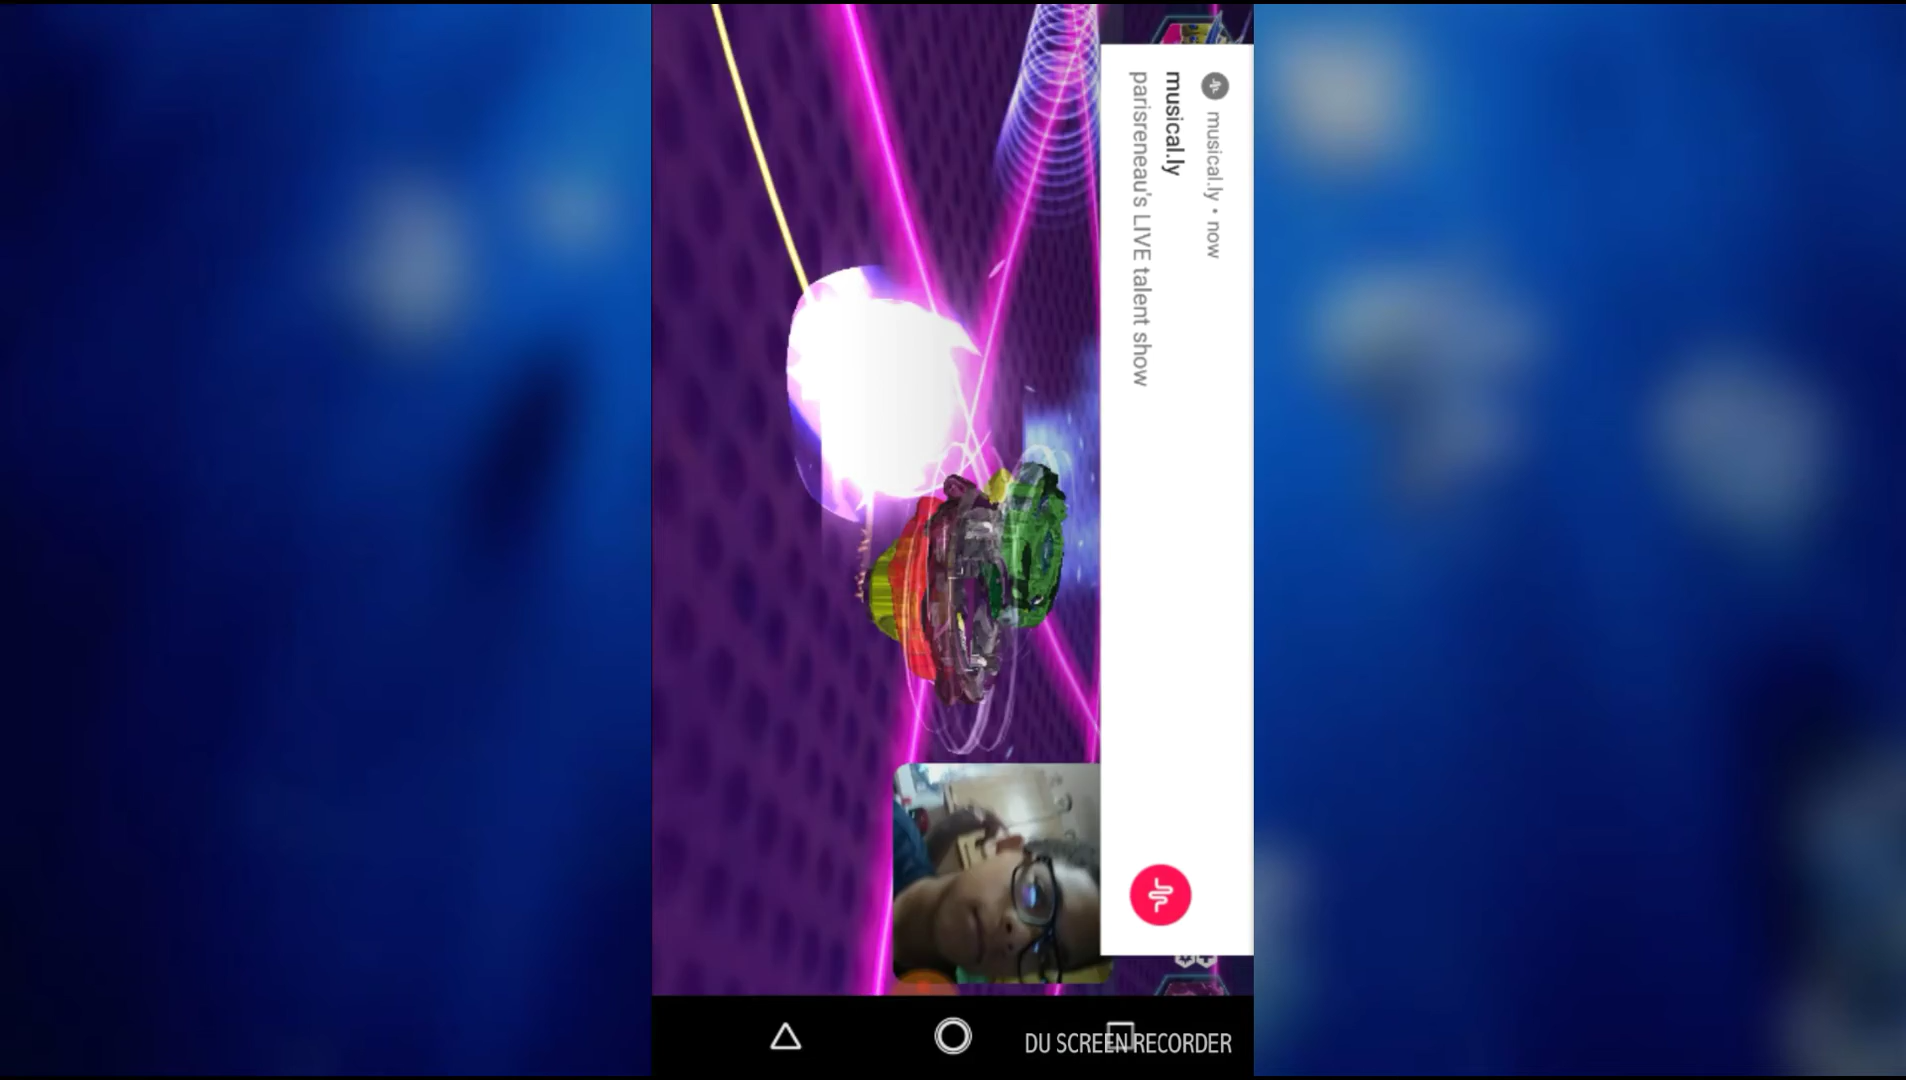 musical.ly • now
musical.ly
parisreneau's LIVE talent show
DU SCREEN RECORDER